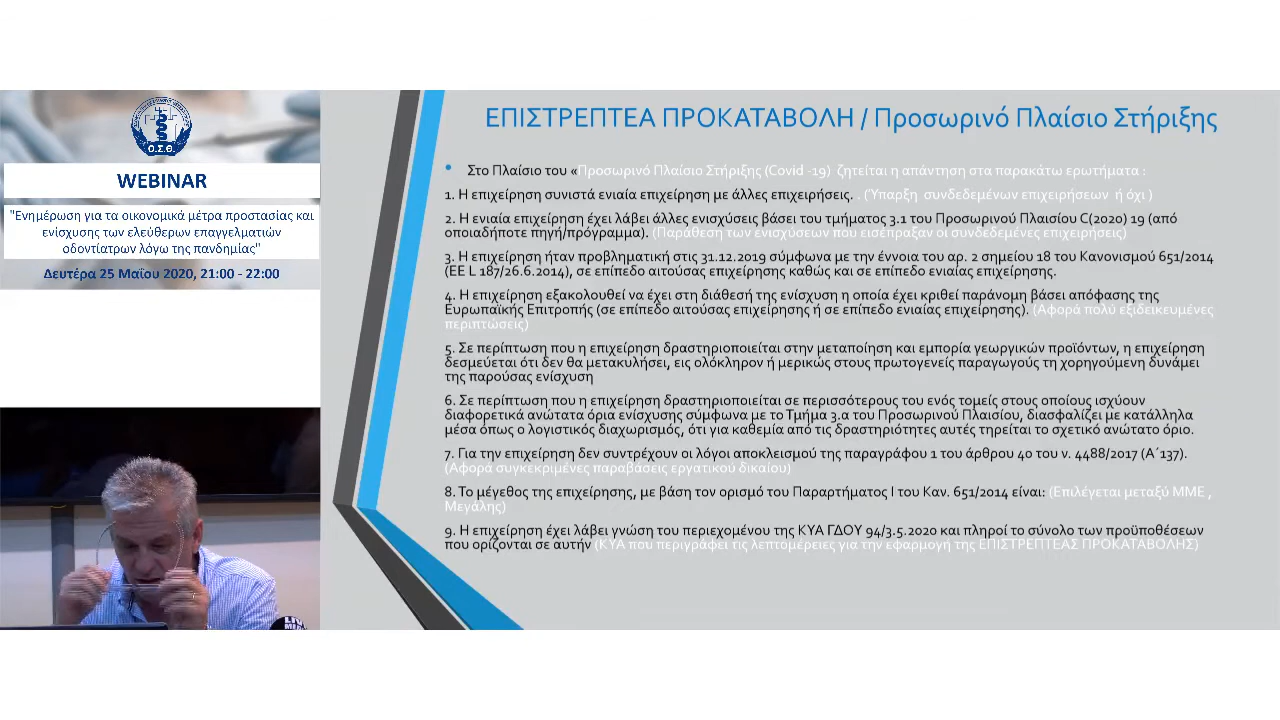 Ο.Σ.Θ.
WEBINAR
"Ενημέρωση για τα οικονομικά μέτρα προστασίας και
ενίσχυσης των ελεύθερων επαγγελματιών
οδοντίατρων λόγω της πανδημίας"
Δευτέρα 25 Μαΐου 2020, 21:00 - 22:00
ΕΠΙΣΤΡΕΠΤΕΑ ΠΡΟΚΑΤΑΒΟΛΗ / Προσωρινό Πλαίσιο Στήριξης
• Στο Πλαίσιο του «Προσωρινό Πλαίσιο Στήριξης (Covid -19) ζητείται η απάντηση στα παρακάτω ερωτήματα :
1. Η επιχείρηση συνιστά ενιαία επιχείρηση με άλλες επιχειρήσεις. . (Ύπαρξη συνδεδεμένων επιχειρήσεων ή όχι )
2. Η ενιαία επιχείρηση έχει λάβει άλλες ενισχύσεις βάσει του τμήματος 3.1 του Προσωρινού Πλαισίου C(2020) 19 (από
οποιαδήποτε πηγή/πρόγραμμα). (Παράθεση των ενισχύσεων που εισέπραξαν οι συνδεδεμένες επιχειρήσεις)
3. Η επιχείρηση ήταν προβληματική στις 31.12.2019 σύμφωνα με την έννοια του αρ. 2 σημείου 18 του Κανονισμού 651/2014
(ΕΕ L 187/26.6.2014), σε επίπεδο αιτούσας επιχείρησης καθώς και σε επίπεδο ενιαίας επιχείρησης.
4. Η επιχείρηση εξακολουθεί να έχει στη διάθεσή της ενίσχυση η οποία έχει κριθεί παράνομη βάσει απόφασης της
Ευρωπαϊκής Επιτροπής (σε επίπεδο αιτούσας επιχείρησης ή σε επίπεδο ενιαίας επιχείρησης). (Αφορά πολύ εξιδεικευμένες
περιπτώσεις)
5. Σε περίπτωση που η επιχείρηση δραστηριοποιείται στην μεταποίηση και εμπορία γεωργικών προϊόντων, η επιχείρηση
δεσμεύεται ότι δεν θα μετακυλήσει, εις ολόκληρον ή μερικώς στους πρωτογενείς παραγωγούς τη χορηγούμενη δυνάμει
της παρούσας ενίσχυση
6. Σε περίπτωση που η επιχείρηση δραστηριοποιείται σε περισσότερους του ενός τομείς στους οποίους ισχύουν
διαφορετικά ανώτατα όρια ενίσχυσης σύμφωνα με το Τμήμα 3.α του Προσωρινού Πλαισίου, διασφαλίζει με κατάλληλα
μέσα όπως ο λογιστικός διαχωρισμός, ότι για καθεμία από τις δραστηριότητες αυτές τηρείται το σχετικό ανώτατο όριο.
7. Για την επιχείρηση δεν συντρέχουν οι λόγοι αποκλεισμού της παραγράφου 1 του άρθρου 40 του ν. 4488/2017 (Α΄137).
(Αφορά συγκεκριμένες παραβάσεις εργατικού δικαίου)
8. Το μέγεθος της επιχείρησης, με βάση τον ορισμό του Παραρτήματος Ι του Καν. 651/2014 είναι: (Επιλέγεται μεταξύ ΜΜΕ ,
Μεγάλης)
9. Η επιχείρηση έχει λάβει γνώση του περιεχομένου της ΚΥΑ ΓΔΟΥ 94/3.5.2020 και πληροί το σύνολο των προϋποθέσεων
που ορίζονται σε αυτήν (ΚΥΑ που περιγράφει τις λεπτομέρειες για την εφαρμογή της ΕΠΙΣΤΡΕΠΤΕΑΣ ΠΡΟΚΑΤΑΒΟΛΗΣ)